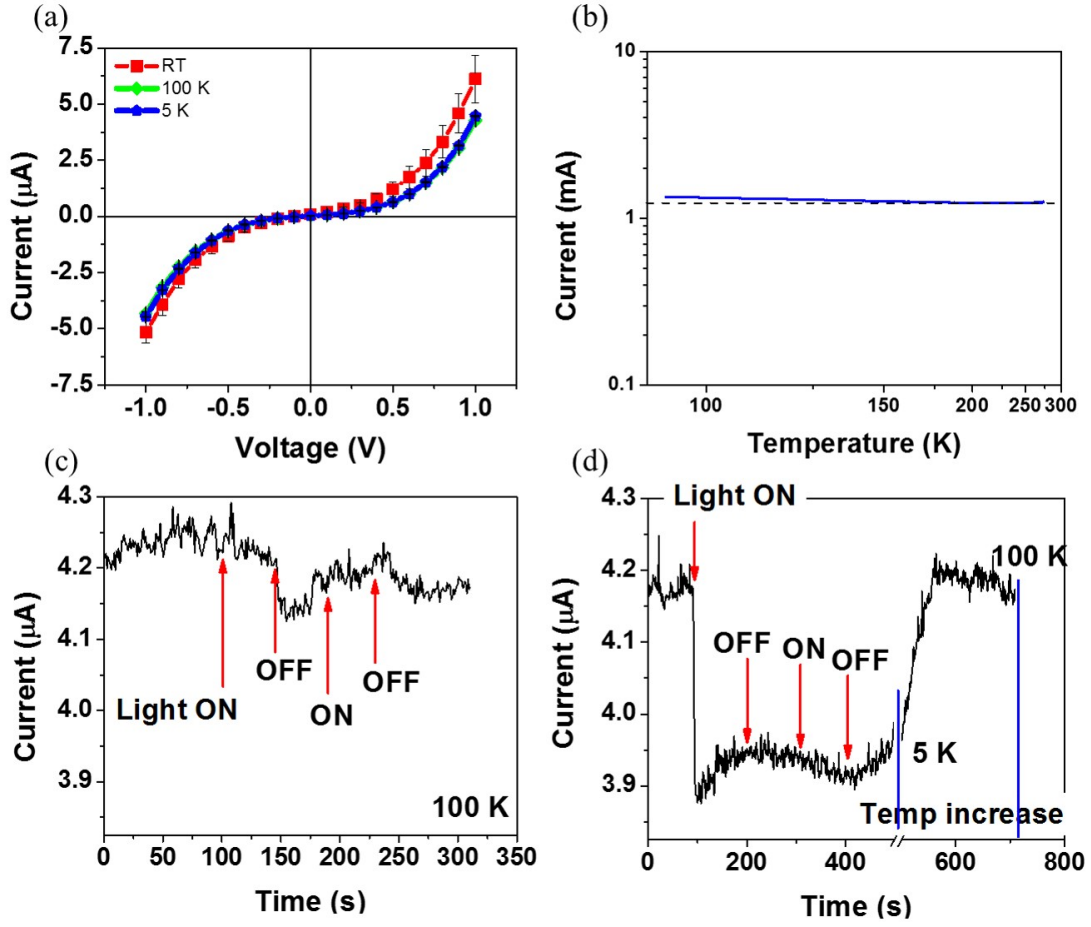 (a)
7.5
5.0
2.5
0.0
-2.5
-5.0
-7.5
RT
100 K
5 K
-1.0
-0.5
0.0
0.5
1.0
Current (μA)
Voltage (V)
(b)
10
1
0.1
100
150
200
250
300
Current (mA)
Temperature (K)
(c)
4.3
4.2
4.1
4.0
3.9
Light ON
OFF
ON
OFF
100 K
0
50
100
150
200
250
300
350
Current (μA)
Time (s)
(d)
4.3
4.2
4.1
4.0
3.9
Light ON
100 K
OFF
ON
OFF
5 K
Temp increase
0
200
400
600
800
Current (μA)
Time (s)